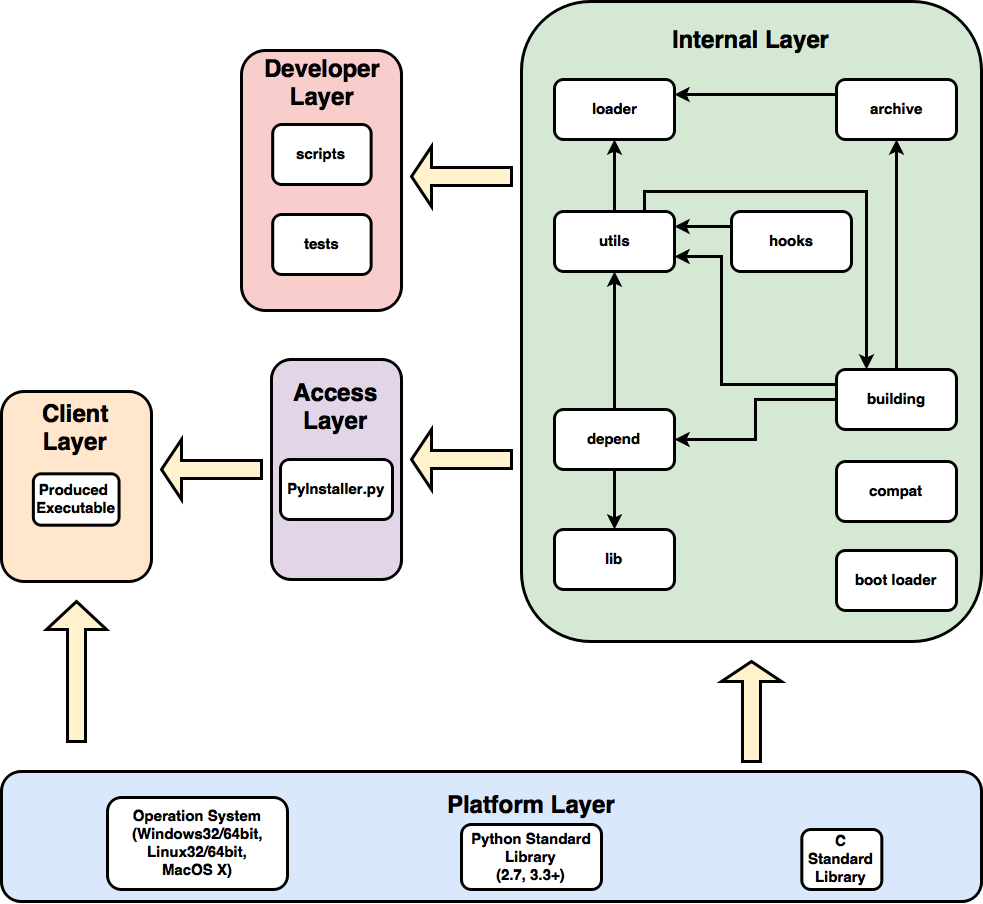 Internal Layer
loader
archive
utils
hooks
depend
building
compat
lib
boot loader
Developer
Layer
scripts
tests
Access
Layer
PyInstaller.py
Client
Layer
Produced
Executable
Platform Layer
Operation System
(Windows32/64bit,
Linux32/64bit,
MacOS X)
Python Standard
Library
(2.7, 3.3+)
C
Standard
Library